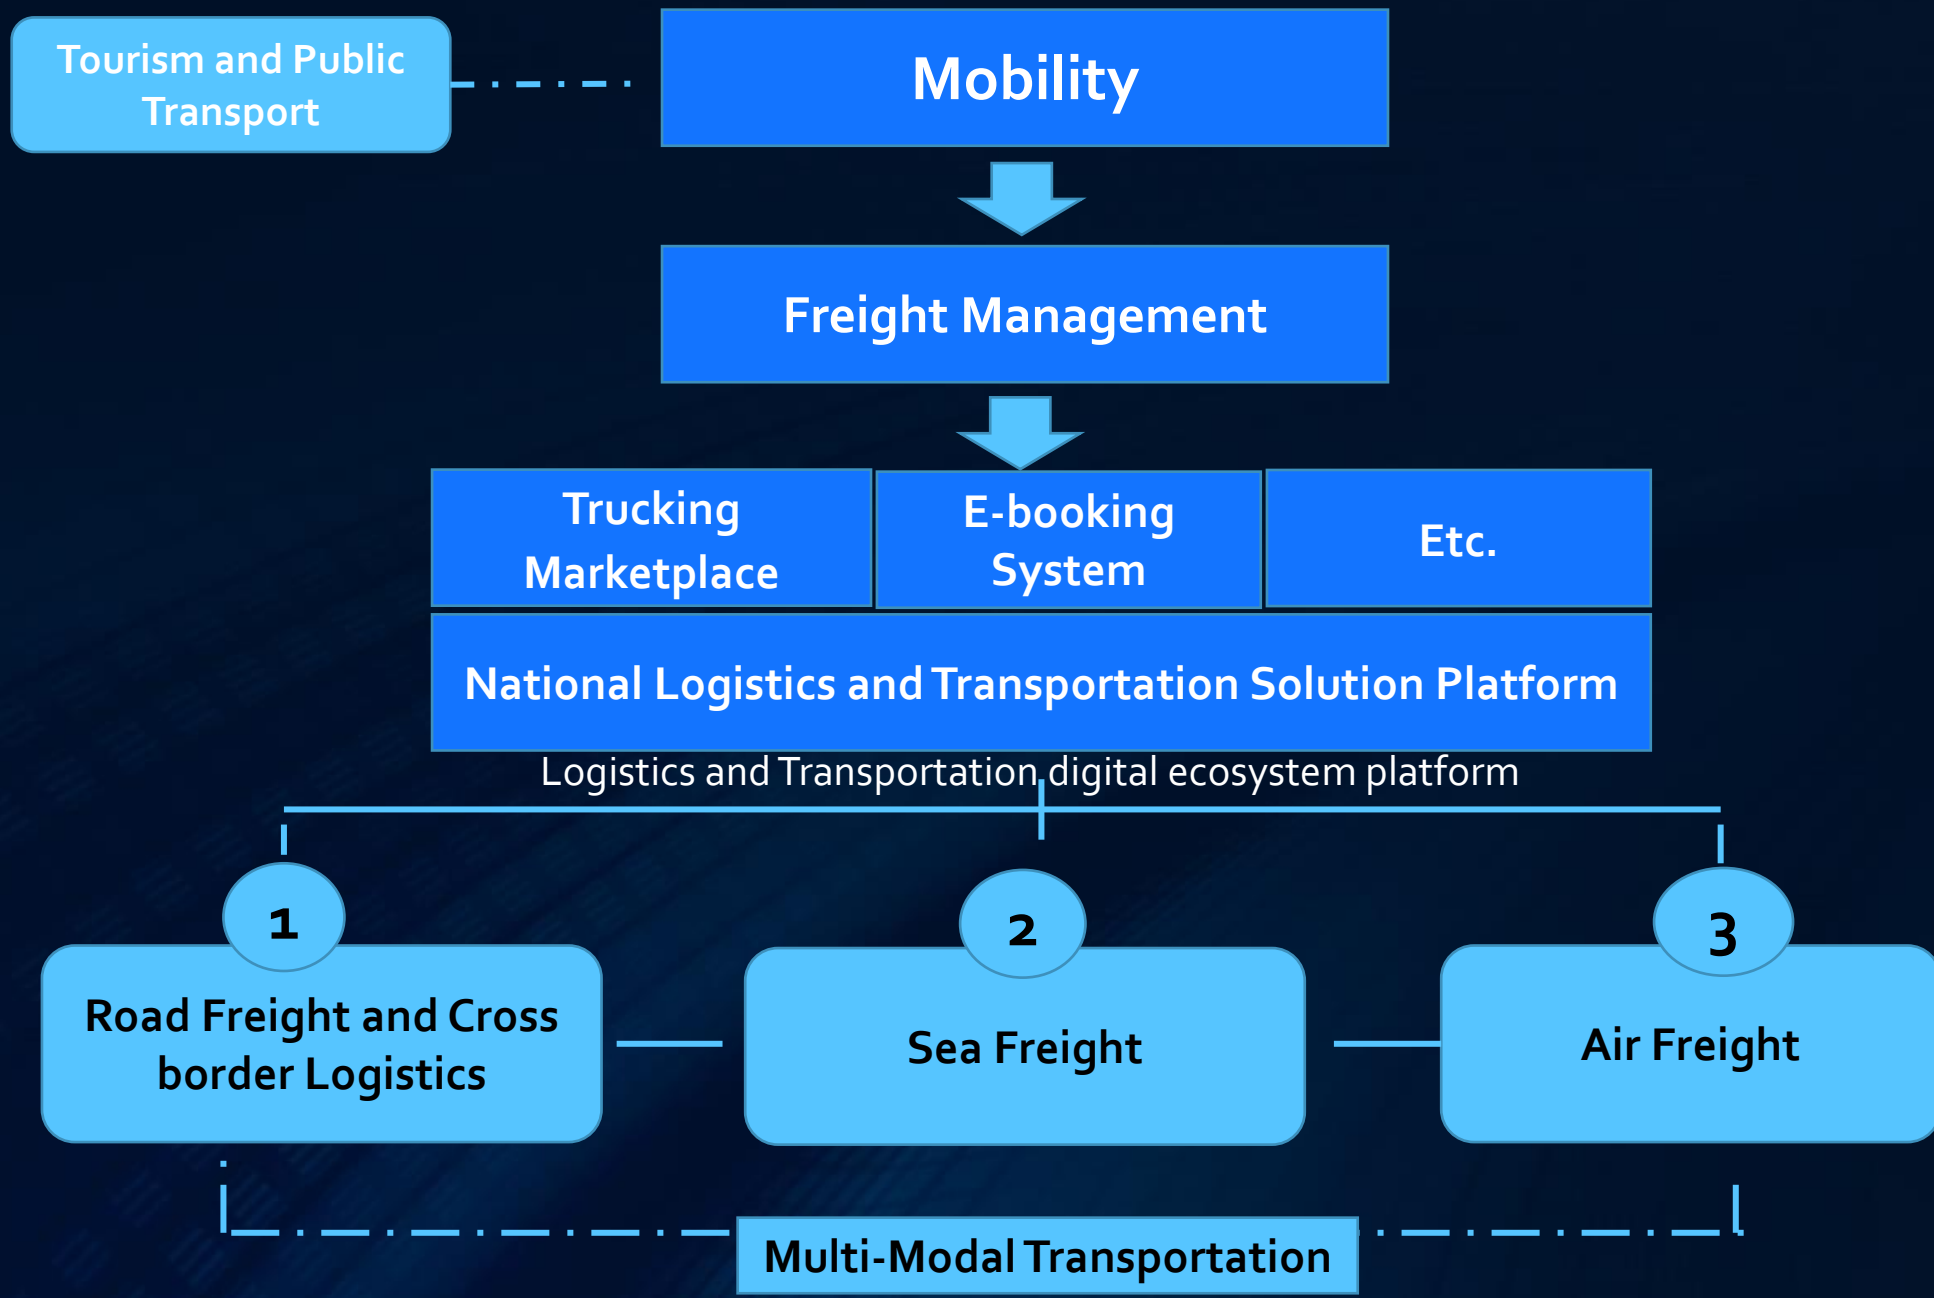 Tourism and Public
Transport
Mobility
Freight Management
Trucking
Marketplace
E-booking
System
Etc.
National Logistics and Transportation Solution Platform
Logistics and Transportation digital ecosystem platform
1
2
3
Road Freight and Cross
border Logistics
Sea Freight
Air Freight
Multi-Modal Transportation